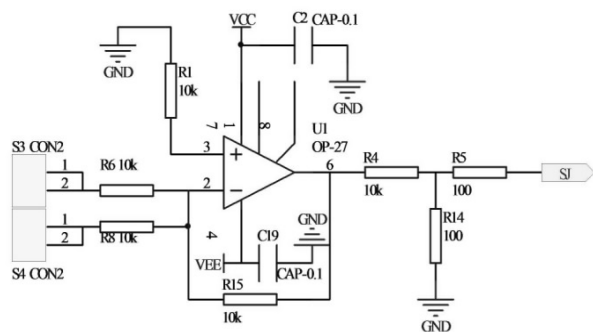 VCC
C2
CAP-0.1
GND
R1
10k
GND
7
1
8
U1
OP-27
S3 CON2
1
2
R6 10k
3
2
6
R4
10k
R5
100
SJ
1
2
R8 10k
S4 CON2
4
VEE
C19
CAP-0.1
GND
R14
100
R15
10k
GND